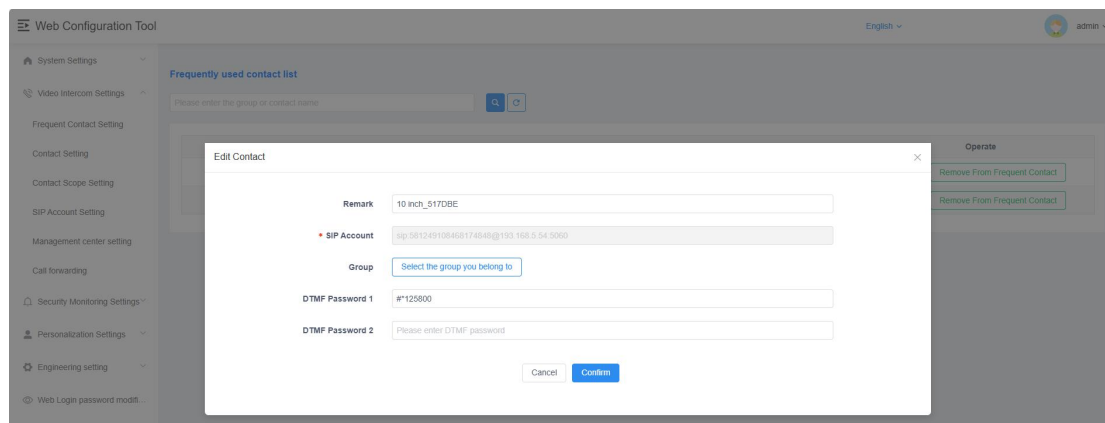 Web Configuration Tool
English
admin
System Settings
Video Intercom Settings
Frequent Contact Setting
Contact Setting
Contact Scope Setting
SIP Account Setting
Management center setting
Call forwarding
Security Monitoring Settings
Personalization Settings
Engineering setting
Web Login password modifi...
Frequently used contact list
Please enter the group or contact name
Operate
Remove From Frequent Contact
Remove From Frequent Contact
Edit Contact
Remark 10 inch_517DBE
* SIP Account sip:581249108468174848@193.168.5.54:5060
Group Select the group you belong to
DTMF Password 1 #*125800
DTMF Password 2 Please enter DTMF password
Cancel Confirm